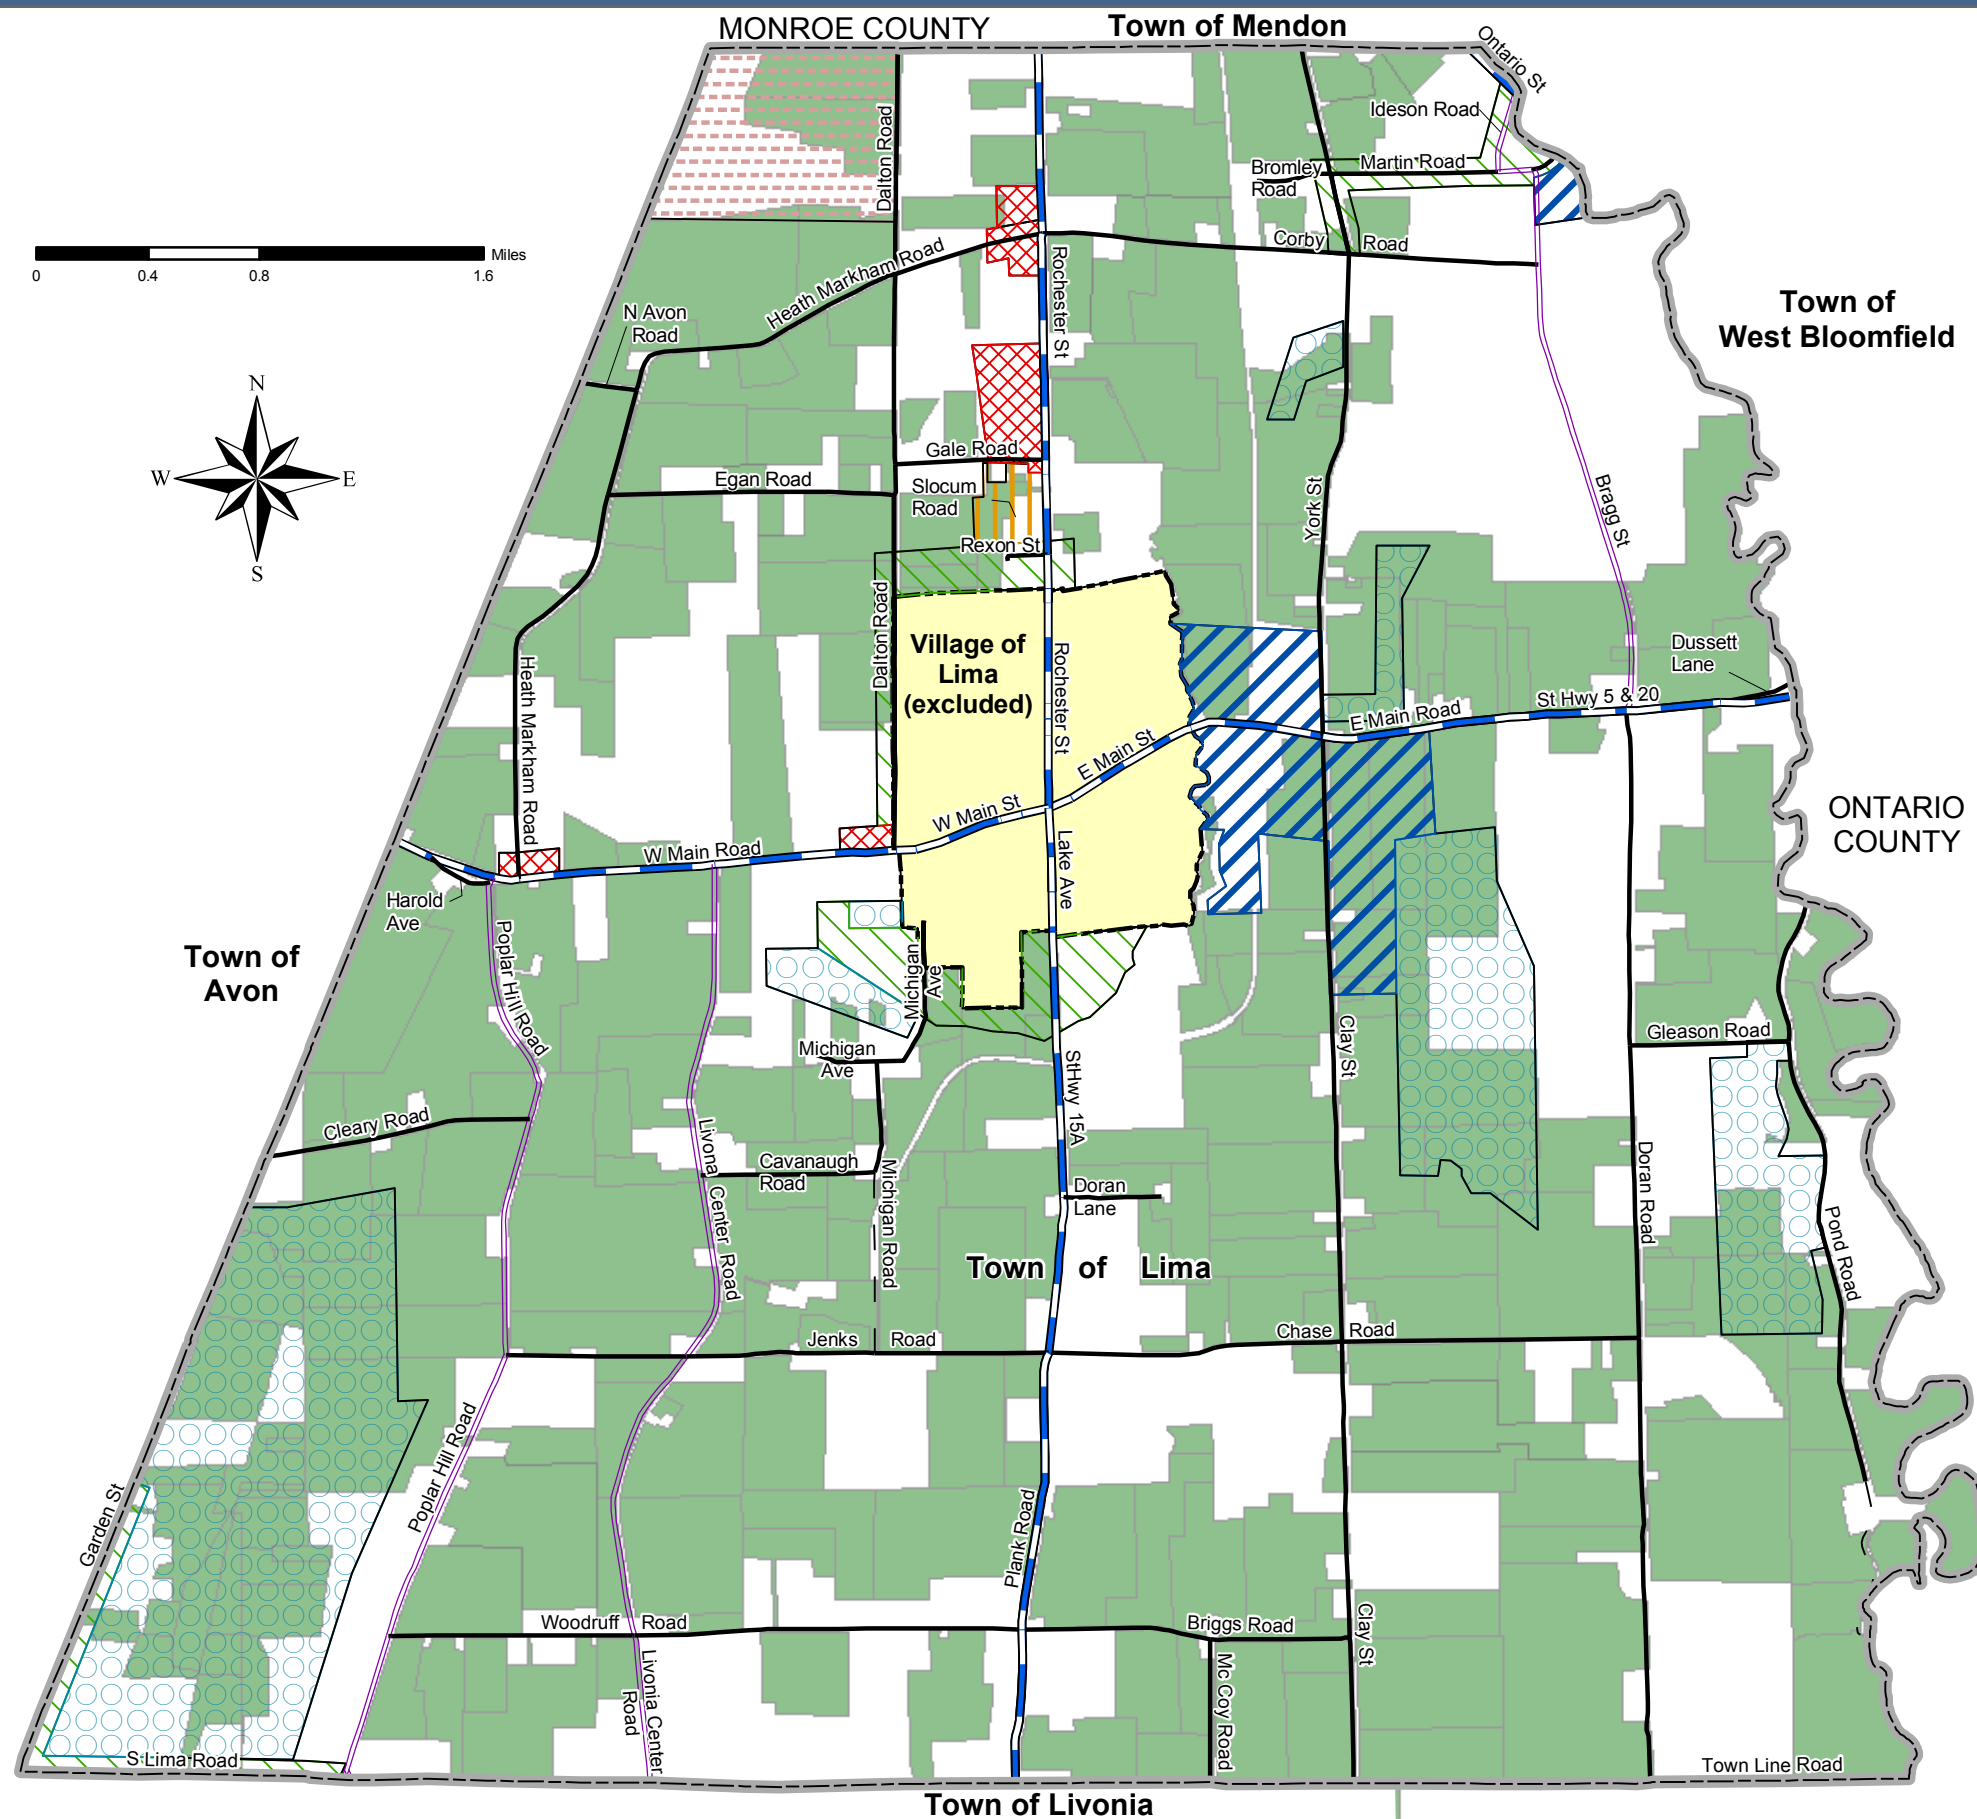 MONROE COUNTY
Town of Mendon
Ontario St
Ideson Road
Dalton Road
Bromley
Road
Martin Road
Corby
Road
Miles
0
0.4
0.8
1.6
Heath Markham Road
Rochester St
N Avon
Road
Town of
West Bloomfield
N
W
E
S
Gale Road
Egan Road
Slocum
Road
York St
Bragg St
Rexon St
Dalton Road
Village of
Lima
(excluded)
Rochester St
Dussett
Lane
Heath Markham Road
St Hwy 5 & 20
E Main Road
E Main St
W Main St
W Main Road
ONTARIO
COUNTY
Lake Ave
Harold
Ave
Poplar Hill Road
Town of
Avon
Michigan
Ave
Michigan
Ave
Clay St
Gleason Road
StHwy 15A
Cleary Road
Livona Center Road
Cavanaugh
Road
Michigan Road
Doran
Lane
Doran Road
Pond Road
Town of Lima
Jenks Road
Chase Road
Poplar Hill Road
Garden St
Plank Road
Woodruff Road
Briggs Road
Clay St
Livonia Center
Road
Mc Coy Road
S Lima Road
Town Line Road
Town of Livonia